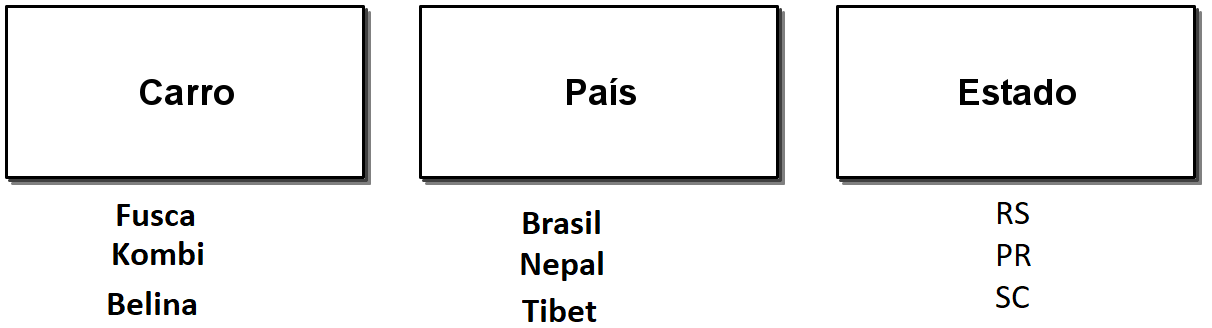 Carro
Fusca
Kombi
Belina
País
Brasil
Nepal
Tibet
Estado
RS
PR
SC